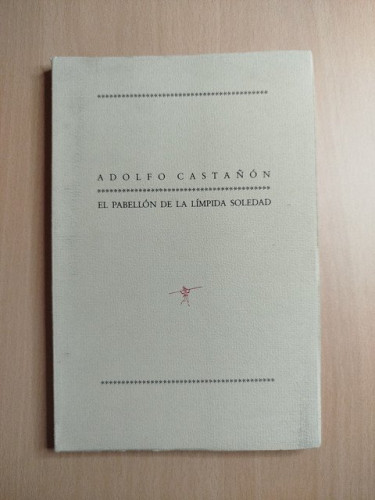 ADOLFO CASTAÑÓN
EL PABELLÓN DE LA LÍMPIDA SOLEDAD